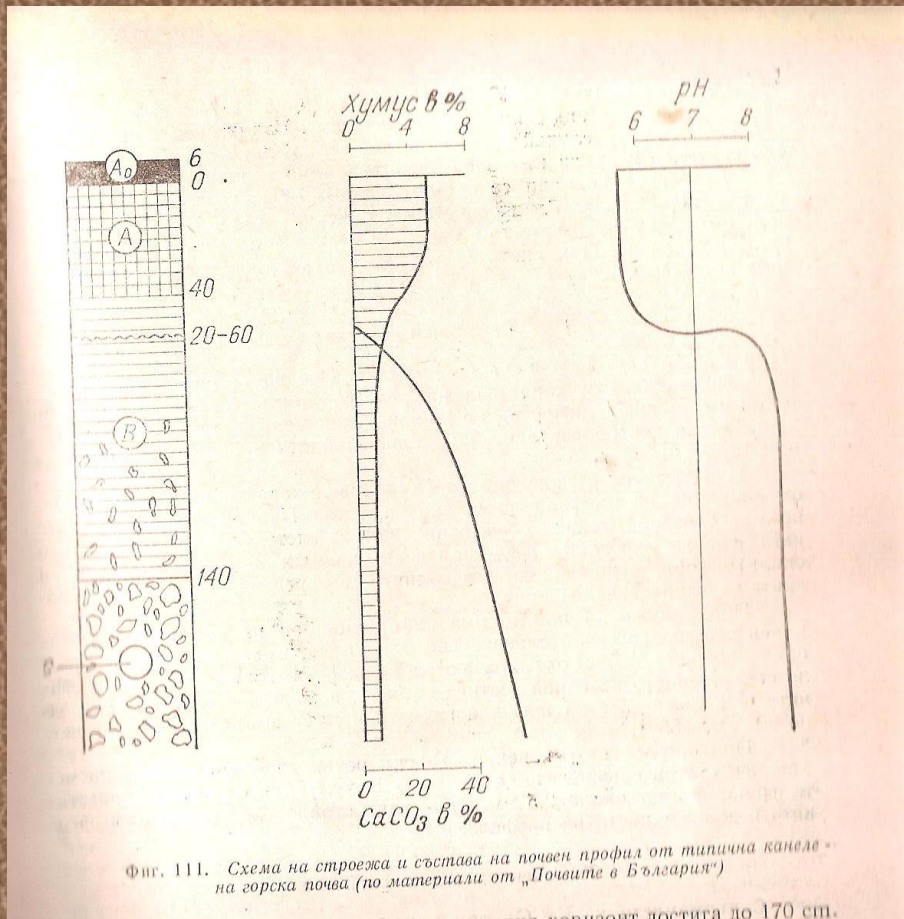 Хумус в %
0 4 8
pH
6 7 8
A₀
6
0
A
40
20-60
B
140
0 20 40
CaCO₃ в %
Фиг. 111. Схема на строежа и състава на почвен профил от типична канеле-
на горска почва (по материали от „Почвите в България“)
хоризонт достига до 170 cm.